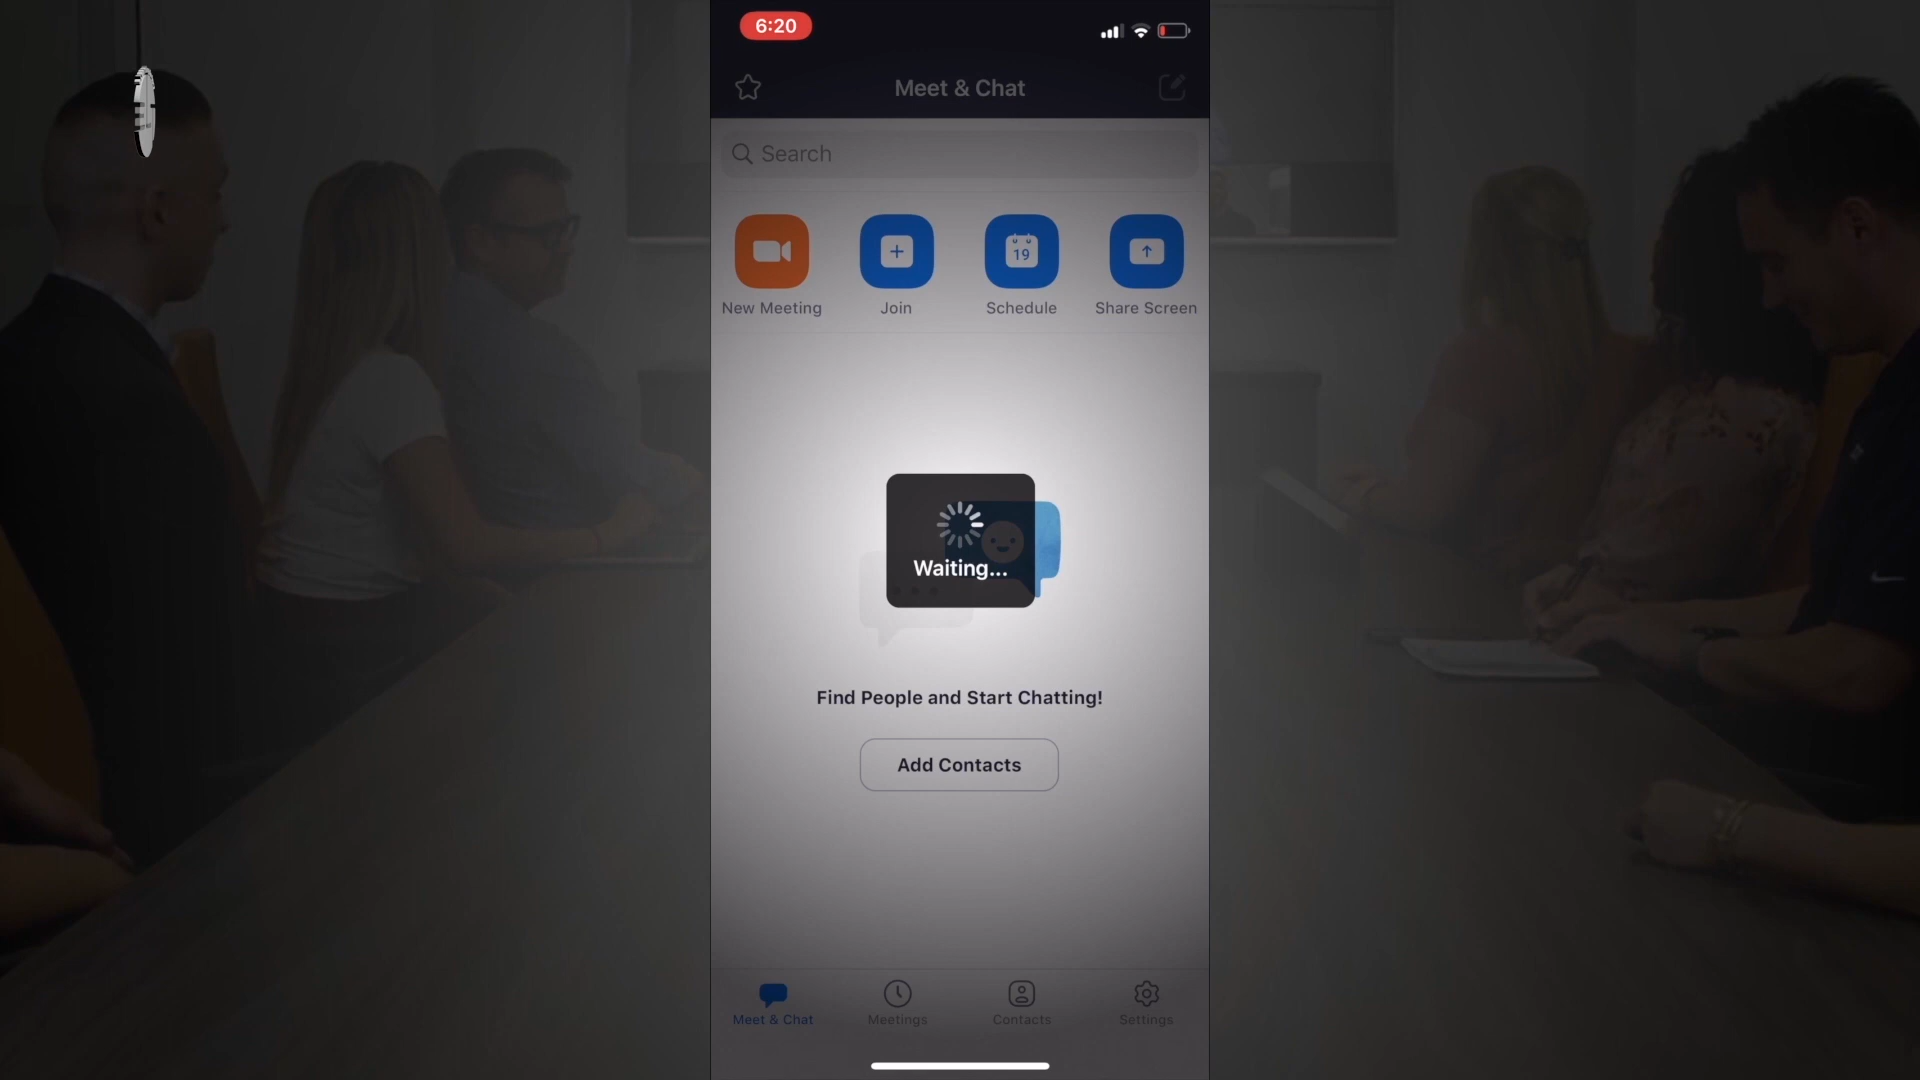 6:20
Meet & Chat
Search
19
New Meeting
Join
Schedule
Share Screen
Waiting...
Find People and Start Chatting!
Add Contacts
Meet & Chat
Meetings
Contacts
Settings